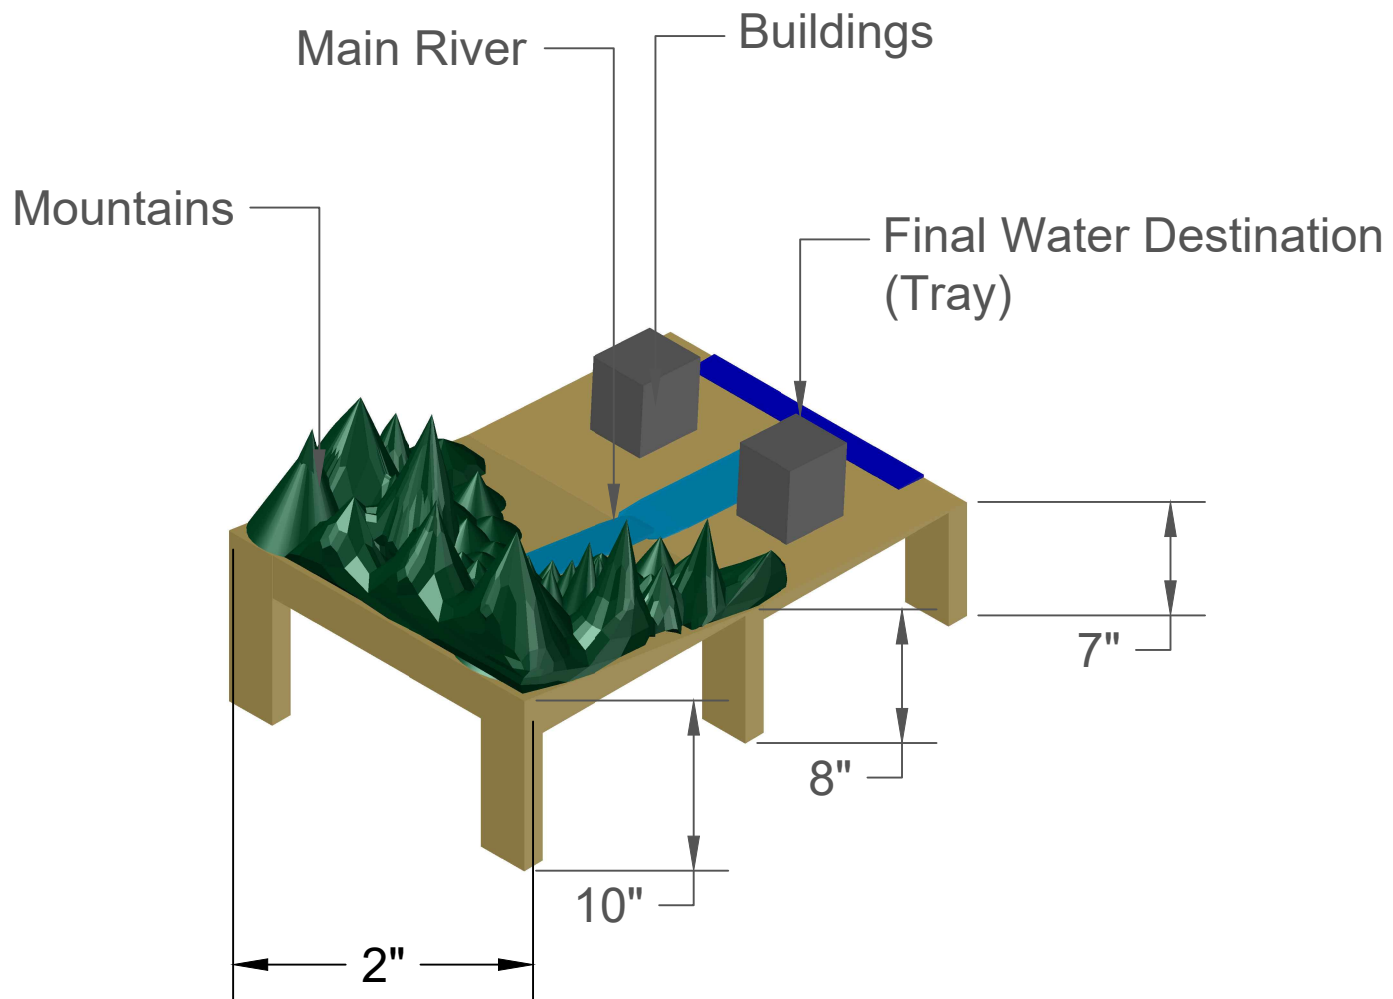 Main River
Buildings
Mountains
Final Water Destination
(Tray)
7"
8"
10"
2"